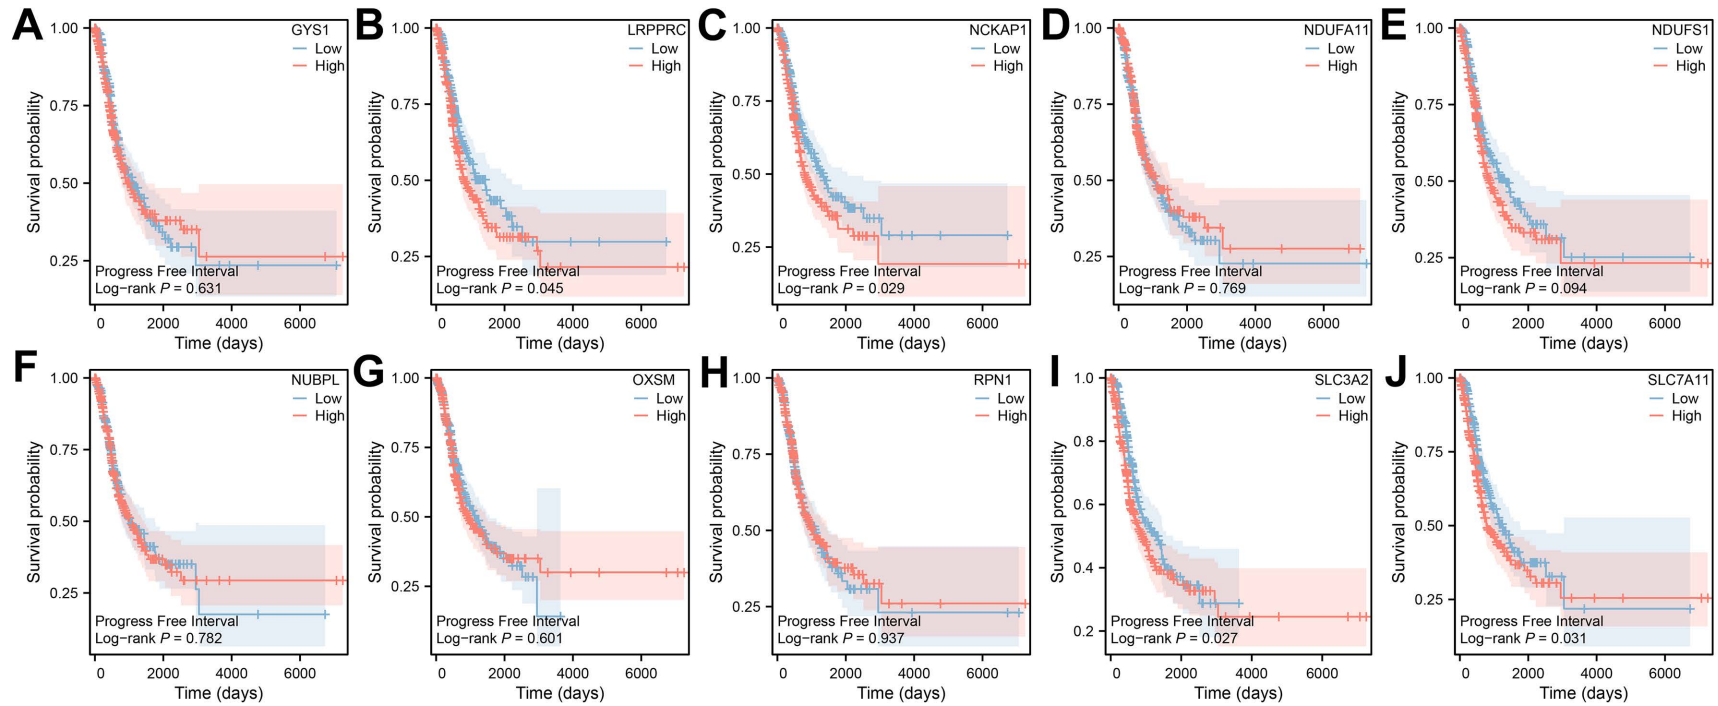 A
GYS1
Low
High
1.00
0.75
0.50
0.25
Survival probability
Progress Free Interval
Log−rank P = 0.631
0 2000 4000 6000
Time (days)
B
LRPPRC
Low
High
1.00
0.75
0.50
0.25
Survival probability
Progress Free Interval
Log−rank P = 0.045
0 2000 4000 6000
Time (days)
C
NCKAP1
Low
High
1.00
0.75
0.50
0.25
Survival probability
Progress Free Interval
Log−rank P = 0.029
0 2000 4000 6000
Time (days)
D
NDUFA11
Low
High
1.00
0.75
0.50
0.25
Survival probability
Progress Free Interval
Log−rank P = 0.769
0 2000 4000 6000
Time (days)
E
NDUFS1
Low
High
1.00
0.75
0.50
0.25
Survival probability
Progress Free Interval
Log−rank P = 0.094
0 2000 4000 6000
Time (days)
F
NUBPL
Low
High
1.00
0.75
0.50
0.25
Survival probability
Progress Free Interval
Log−rank P = 0.782
0 2000 4000 6000
Time (days)
G
OXSM
Low
High
1.00
0.75
0.50
0.25
Survival probability
Progress Free Interval
Log−rank P = 0.601
0 2000 4000 6000
Time (days)
H
RPN1
Low
High
1.00
0.75
0.50
0.25
Survival probability
Progress Free Interval
Log−rank P = 0.937
0 2000 4000 6000
Time (days)
I
SLC3A2
Low
High
1.0
0.8
0.6
0.4
0.2
Survival probability
Progress Free Interval
Log−rank P = 0.027
0 2000 4000 6000
Time (days)
J
SLC7A11
Low
High
1.00
0.75
0.50
0.25
Survival probability
Progress Free Interval
Log−rank P = 0.031
0 2000 4000 6000
Time (days)